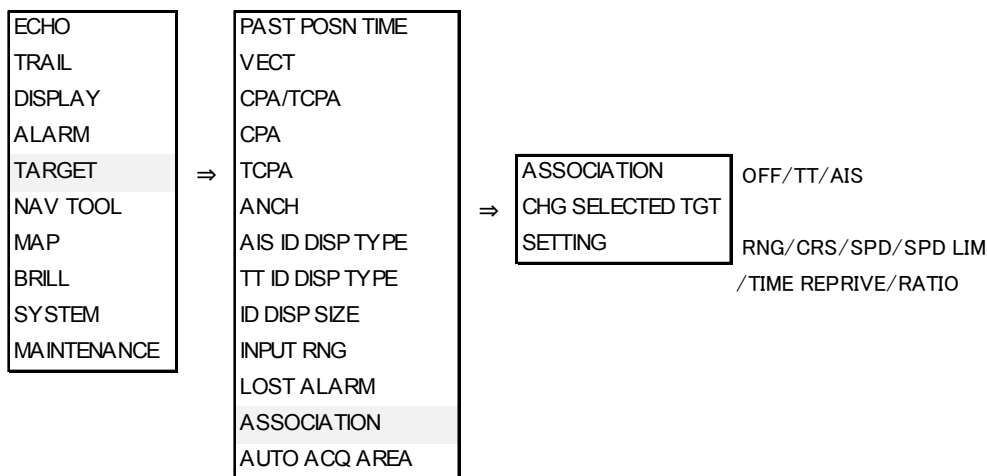 ECHO
TRAIL
DISPLAY
ALARM
TARGET
NAV TOOL
MAP
BRILL
SYSTEM
MAINTENANCE
⇒
PAST POSN TIME
VECT
CPA/TCPA
CPA
TCPA
ANCH
AIS ID DISP TYPE
TT ID DISP TYPE
ID DISP SIZE
INPUT RNG
LOST ALARM
ASSOCIATION
AUTO ACQ AREA
⇒
ASSOCIATION
CHG SELECTED TGT
SETTING
OFF/TT/AIS
RNG/CRS/SPD/SPD LIM
/TIME REPRIVE/RATIO